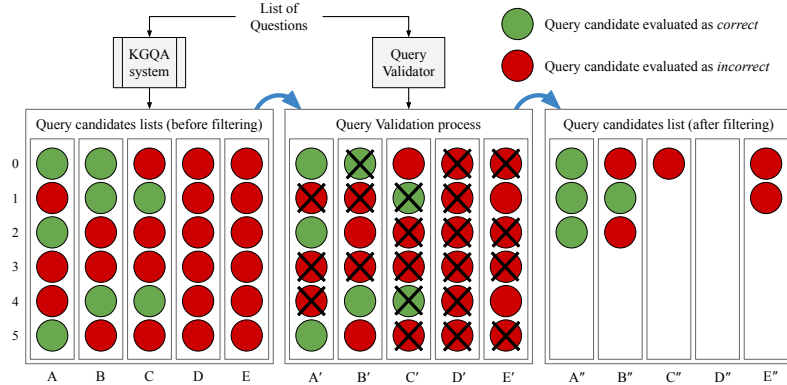 List of
Questions
KGQA
system
Query
Validator
Query candidate evaluated as correct
Query candidate evaluated as incorrect
Query candidates lists (before filtering)
Query Validation process
Query candidates list (after filtering)
0
1
2
3
4
5
A B C D E
A′ B′ C′ D′ E′
A″ B″ C″ D″ E″